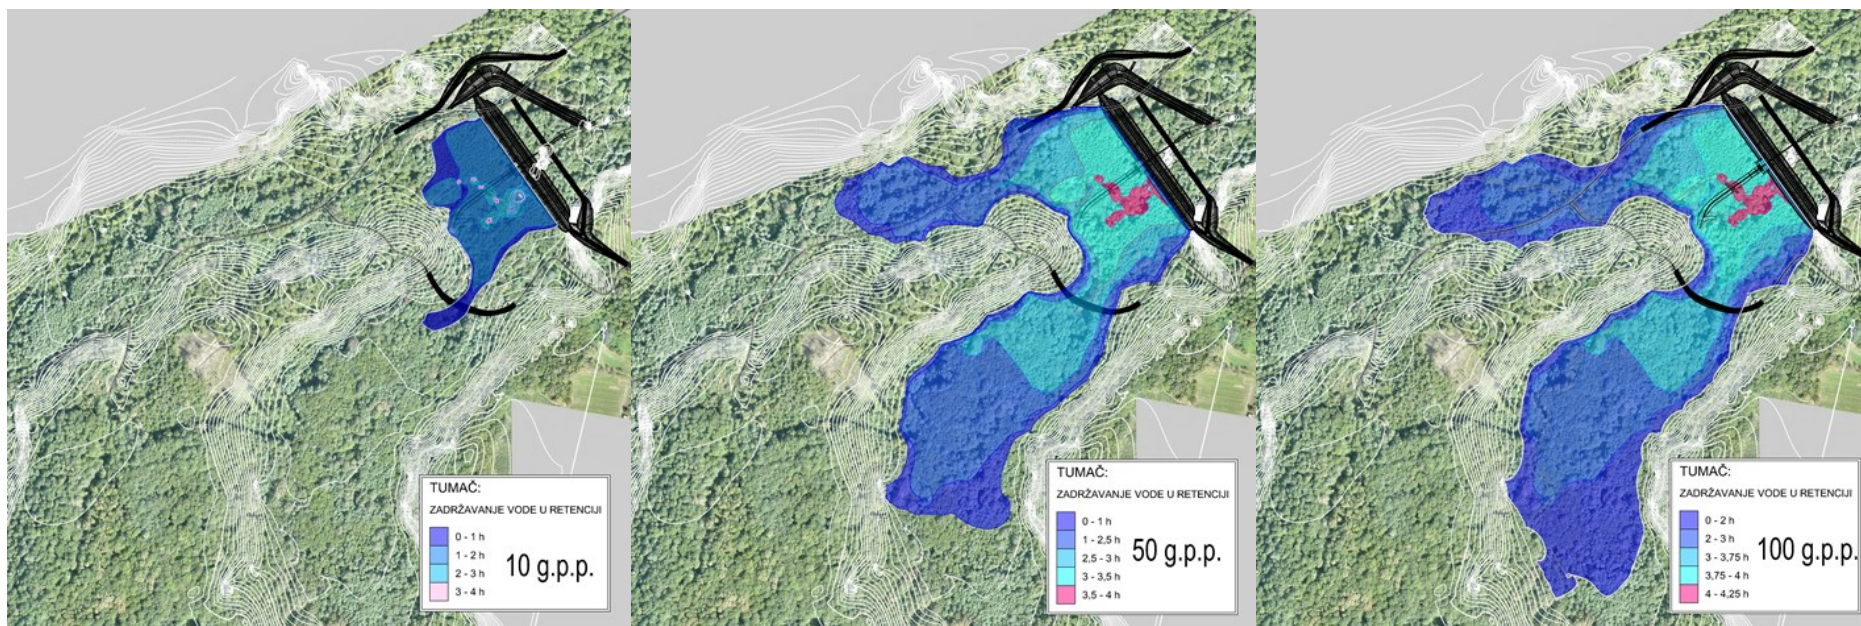 TUMAČ:
ZADRŽAVANJE VODE U RETENCIJI
0 - 1 h
1 - 2 h
2 - 3 h
3 - 4 h
10 g.p.p.
TUMAČ:
ZADRŽAVANJE VODE U RETENCIJI
0 - 1 h
1 - 2,5 h
2,5 - 3 h
3 - 3,5 h
3,5 - 4 h
50 g.p.p.
TUMAČ:
ZADRŽAVANJE VODE U RETENCIJI
0 - 2 h
2 - 3 h
3 - 3,75 h
3,75 - 4 h
4 - 4,25 h
100 g.p.p.